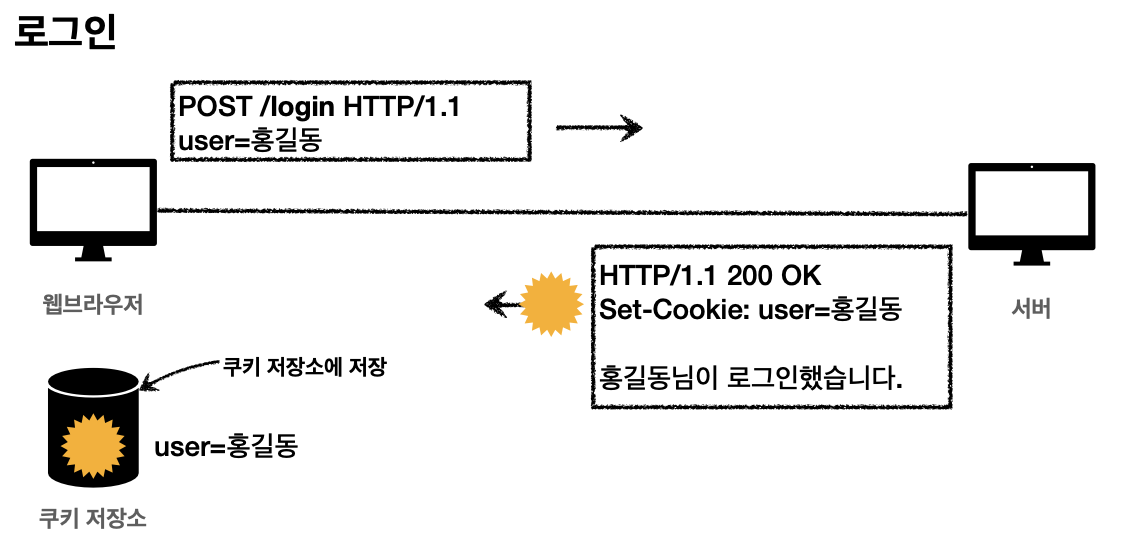 로그인
POST /login HTTP/1.1
user=홍길동
웹브라우저
HTTP/1.1 200 OK
Set-Cookie: user=홍길동
홍길동님이 로그인했습니다.
서버
쿠키 저장소에 저장
user=홍길동
쿠키 저장소